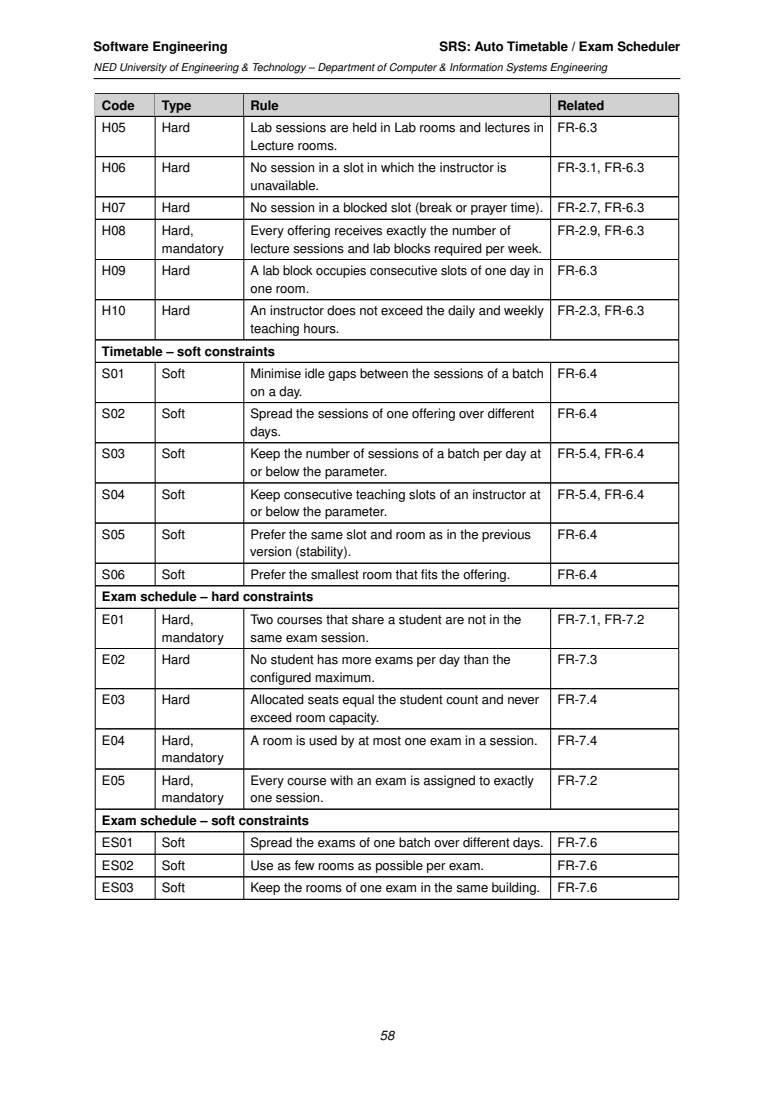 Software Engineering SRS: Auto Timetable / Exam Scheduler
NED University of Engineering & Technology – Department of Computer & Information Systems Engineering
Code Type Rule Related
H05 Hard Lab sessions are held in Lab rooms and lectures in FR-6.3
Lecture rooms.
H06 Hard No session in a slot in which the instructor is FR-3.1, FR-6.3
unavailable.
H07 Hard No session in a blocked slot (break or prayer time). FR-2.7, FR-6.3
H08 Hard, Every offering receives exactly the number of FR-2.9, FR-6.3
mandatory lecture sessions and lab blocks required per week.
H09 Hard A lab block occupies consecutive slots of one day in FR-6.3
one room.
H10 Hard An instructor does not exceed the daily and weekly FR-2.3, FR-6.3
teaching hours.
Timetable – soft constraints
S01 Soft Minimise idle gaps between the sessions of a batch FR-6.4
on a day.
S02 Soft Spread the sessions of one offering over different FR-6.4
days.
S03 Soft Keep the number of sessions of a batch per day at FR-5.4, FR-6.4
or below the parameter.
S04 Soft Keep consecutive teaching slots of an instructor at FR-5.4, FR-6.4
or below the parameter.
S05 Soft Prefer the same slot and room as in the previous FR-6.4
version (stability).
S06 Soft Prefer the smallest room that fits the offering. FR-6.4
Exam schedule – hard constraints
E01 Hard, Two courses that share a student are not in the FR-7.1, FR-7.2
mandatory same exam session.
E02 Hard No student has more exams per day than the FR-7.3
configured maximum.
E03 Hard Allocated seats equal the student count and never FR-7.4
exceed room capacity.
E04 Hard, A room is used by at most one exam in a session. FR-7.4
mandatory
E05 Hard, Every course with an exam is assigned to exactly FR-7.2
mandatory one session.
Exam schedule – soft constraints
ES01 Soft Spread the exams of one batch over different days. FR-7.6
ES02 Soft Use as few rooms as possible per exam. FR-7.6
ES03 Soft Keep the rooms of one exam in the same building. FR-7.6
58